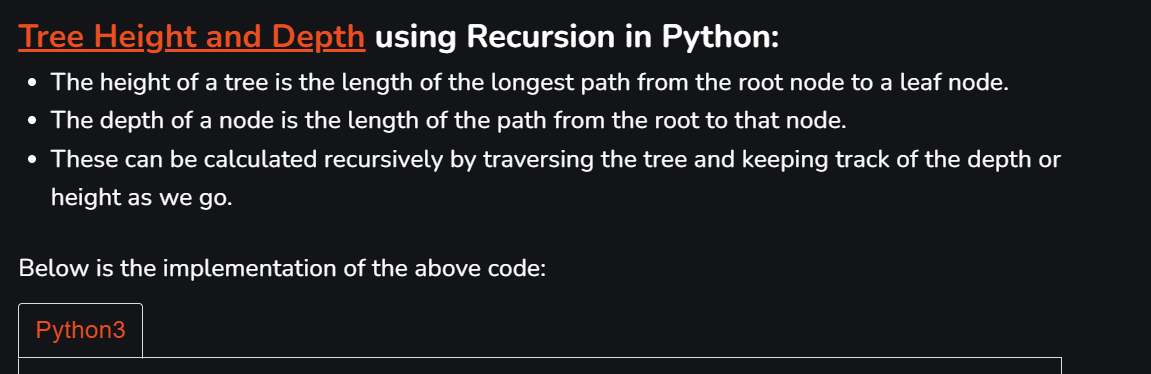 Tree Height and Depth using Recursion in Python:
• The height of a tree is the length of the longest path from the root node to a leaf node.
• The depth of a node is the length of the path from the root to that node.
• These can be calculated recursively by traversing the tree and keeping track of the depth or
height as we go.
Below is the implementation of the above code:
Python3